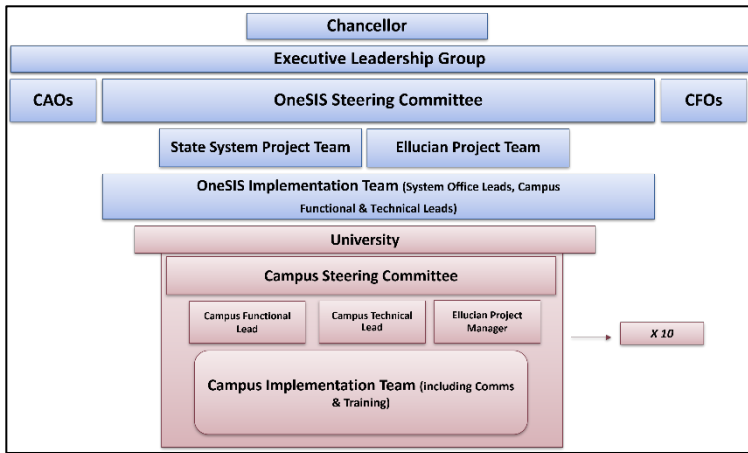 Chancellor
Executive Leadership Group
CAOs
OneSIS Steering Committee
CFOs
State System Project Team
Ellucian Project Team
OneSIS Implementation Team (System Office Leads, Campus
Functional & Technical Leads)
University
Campus Steering Committee
Campus Functional
Lead
Campus Technical
Lead
Ellucian Project
Manager
X 10
Campus Implementation Team (including Comms
& Training)